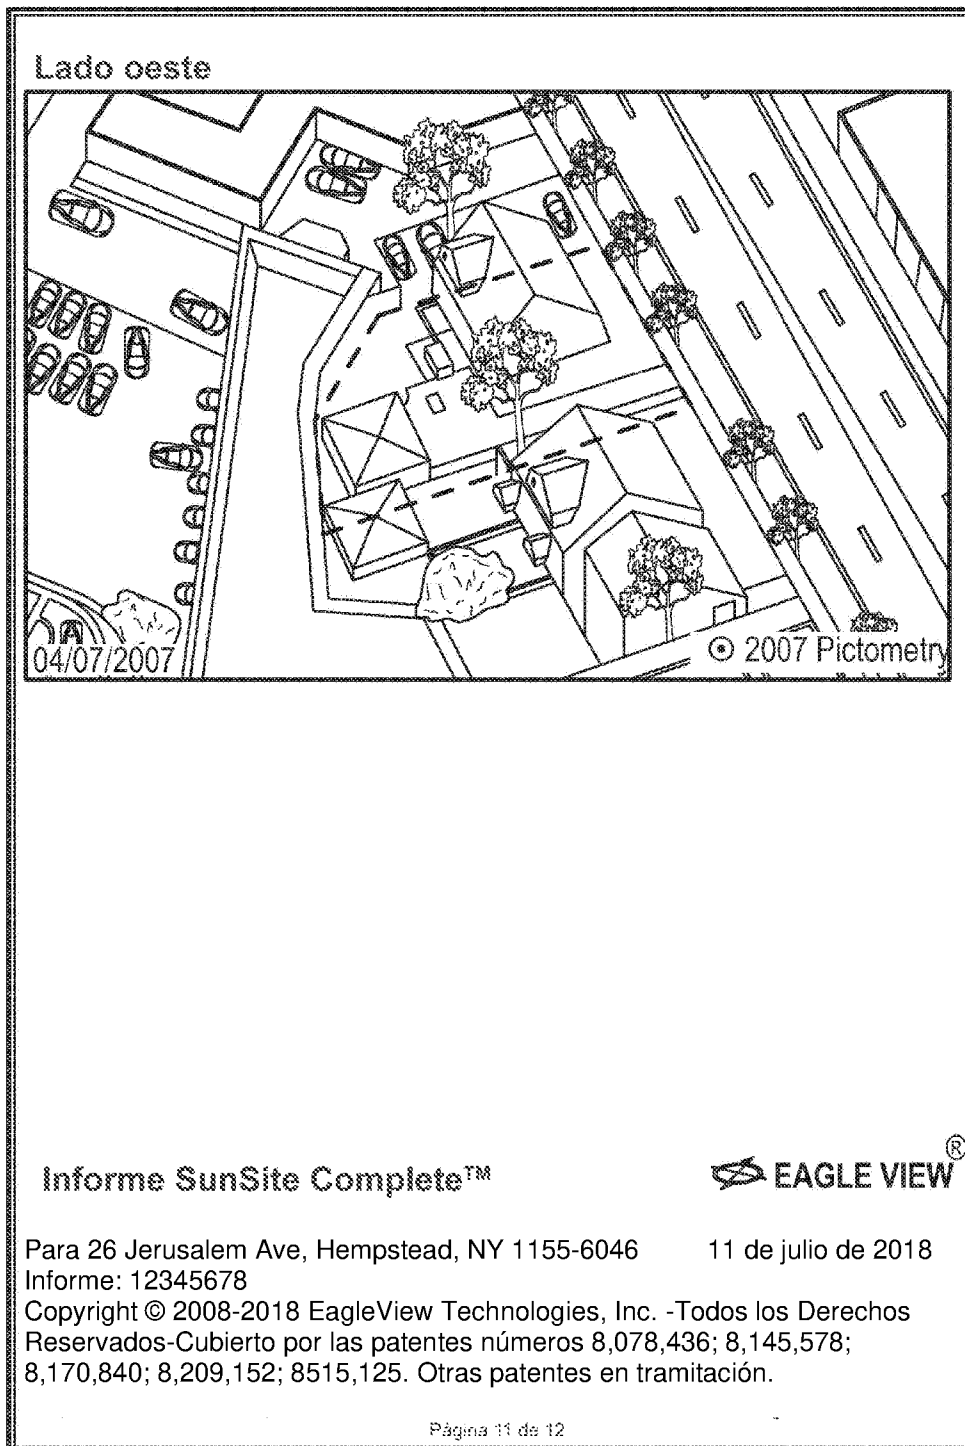 Lado oeste
04/07/2007
© 2007 Pictometry
Informe SunSite Complete™
EAGLE VIEW®
Para 26 Jerusalem Ave, Hempstead, NY 1155-6046 11 de julio de 2018
Informe: 12345678
Copyright © 2008-2018 EagleView Technologies, Inc. -Todos los Derechos
Reservados-Cubierto por las patentes números 8,078,436; 8,145,578;
8,170,840; 8,209,152; 8515,125. Otras patentes en tramitación.
Página 11 de 12